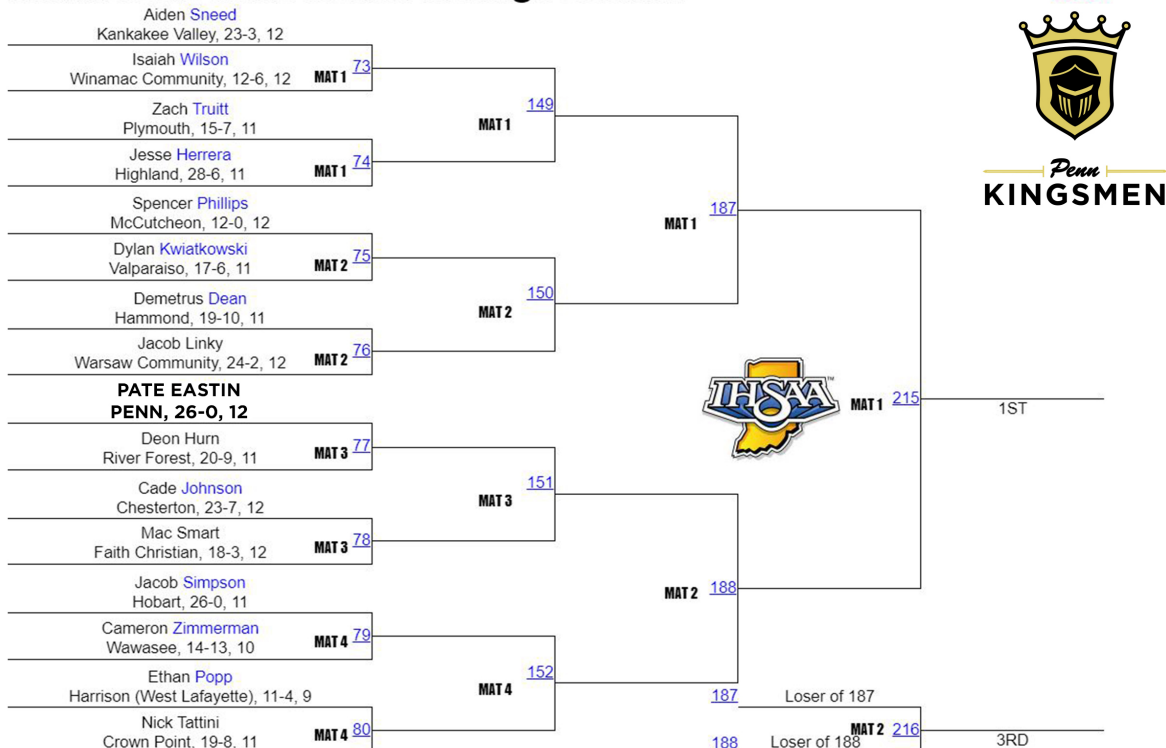 Aiden Sneed
Kankakee Valley, 23-3, 12
Isaiah Wilson
Winamac Community, 12-6, 12
MAT 1 73
149
MAT 1
Zach Truitt
Plymouth, 15-7, 11
Jesse Herrera
Highland, 28-6, 11
MAT 1 74
Penn
KINGSMEN
187
MAT 1
Spencer Phillips
McCutcheon, 12-0, 12
Dylan Kwiatkowski
Valparaiso, 17-6, 11
MAT 2 75
150
MAT 2
Demetrus Dean
Hammond, 19-10, 11
Jacob Linky
Warsaw Community, 24-2, 12
MAT 2 76
IHSAA™
MAT 1 215
1ST
PATE EASTIN
PENN, 26-0, 12
Deon Hurn
River Forest, 20-9, 11
MAT 3 77
151
MAT 3
Cade Johnson
Chesterton, 23-7, 12
Mac Smart
Faith Christian, 18-3, 12
MAT 3 78
MAT 2 188
Jacob Simpson
Hobart, 26-0, 11
Cameron Zimmerman
Wawasee, 14-13, 10
MAT 4 79
152
MAT 4
Ethan Popp
Harrison (West Lafayette), 11-4, 9
Nick Tattini
Crown Point, 19-8, 11
MAT 4 80
187 Loser of 187
MAT 2 216
188 Loser of 188
3RD